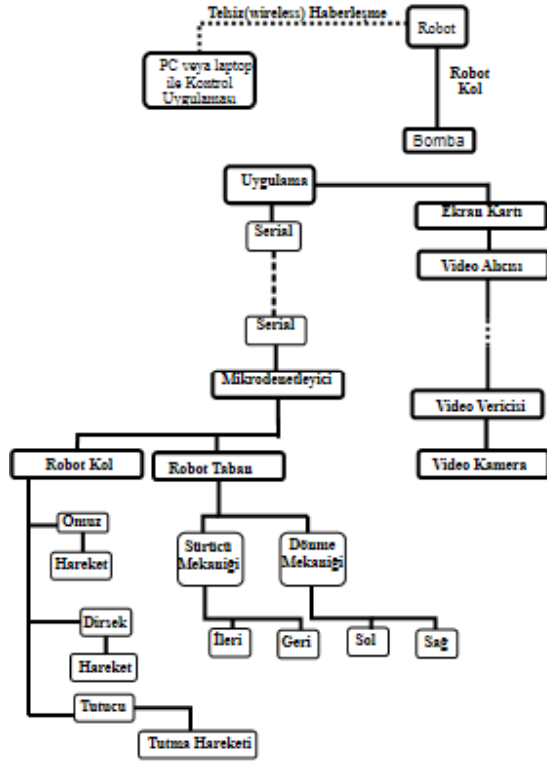 Telsiz(wireless) Haberleşme
Robot
PC veya laptop
ile Kontrol
Uygulaması
Robot
Kol
Bomba
Uygulama
Ekran Kartı
Serial
Video Alıcısı
Serial
Mikrodenetleyici
Video Vericisi
Robot Kol
Robot Taban
Video Kamera
Omuz
Hareket
Sürücü
Mekaniği
Dönme
Mekaniği
Dirsek
İleri
Geri
Sol
Sağ
Hareket
Tutucu
Tutma Hareketi